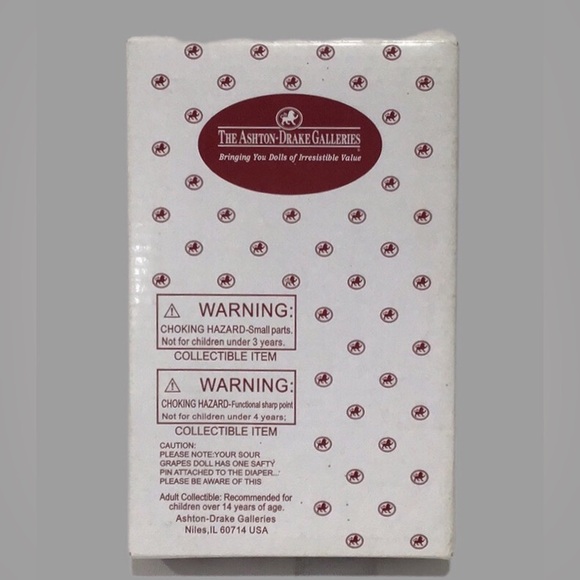 THE ASHTON-DRAKE GALLERIES
Bringing You Dolls of Irresistible Value
WARNING:
CHOKING HAZARD-Small parts.
Not for children under 3 years.
COLLECTIBLE ITEM
WARNING:
CHOKING HAZARD-Functional sharp point
Not for children under 4 years;
COLLECTIBLE ITEM
CAUTION:
PLEASE NOTE:YOUR SOUR
GRAPES DOLL HAS ONE SAFTY
PIN ATTACHED TO THE DIAPER...'
PLEASE BE AWARE OF THIS
Adult Collectible: Recommended for
children over 14 years of age.
Ashton-Drake Galleries
Niles,IL 60714 USA